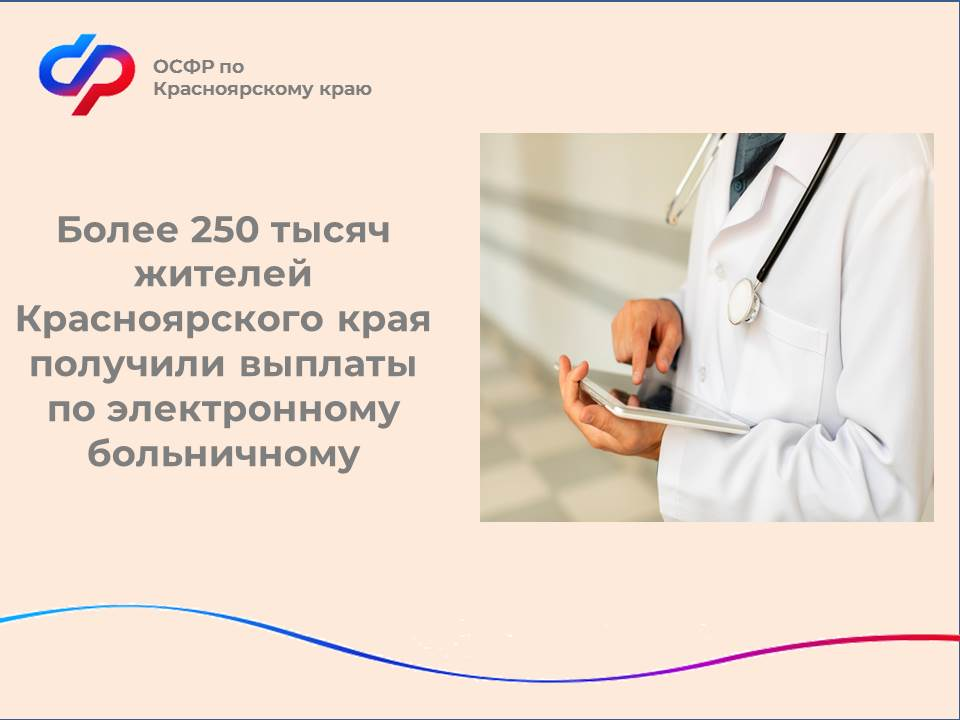 ОСФР по
Красноярскому краю
Более 250 тысяч
жителей
Красноярского края
получили выплаты
по электронному
больничному